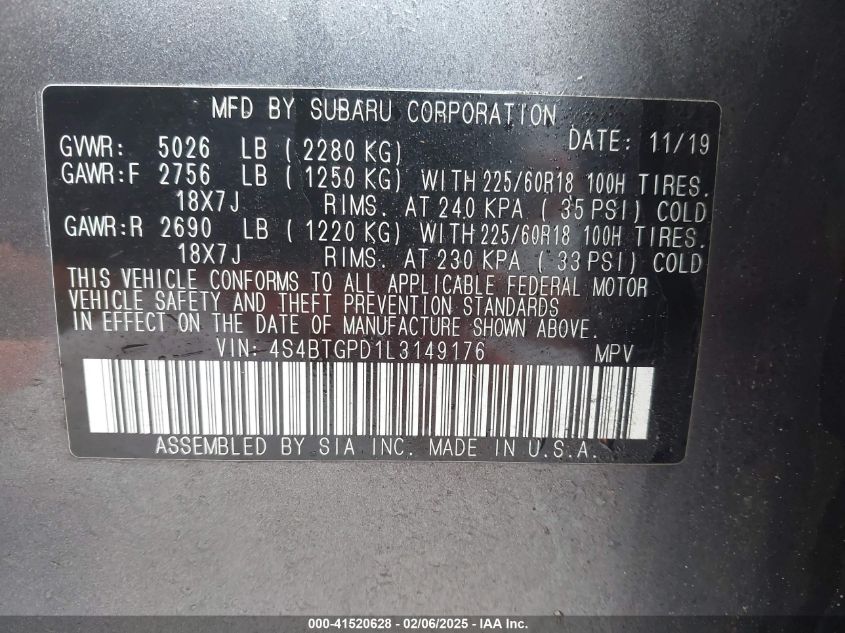 MFD BY SUBARU CORPORATION
DATE: 11/19
GVWR: 5026 LB ( 2280 KG)
GAWR:F 2756 LB ( 1250 KG) WITH 225/60R18 100H TIRES.
18X7J RIMS. AT 240 KPA ( 35 PSI) COLD
GAWR:R 2690 LB ( 1220 KG) WITH 225/60R18 100H TIRES.
18X7J RIMS. AT 230 KPA ( 33 PSI) COLD
THIS VEHICLE CONFORMS TO ALL APPLICABLE FEDERAL MOTOR
VEHICLE SAFETY AND THEFT PREVENTION STANDARDS
IN EFFECT ON THE DATE OF MANUFACTURE SHOWN ABOVE.
VIN: 4S4BTGPD1L3149176 MPV
ASSEMBLED BY SIA INC. MADE IN U.S.A.
000-41520628 - 02/06/2025 - IAAI.com